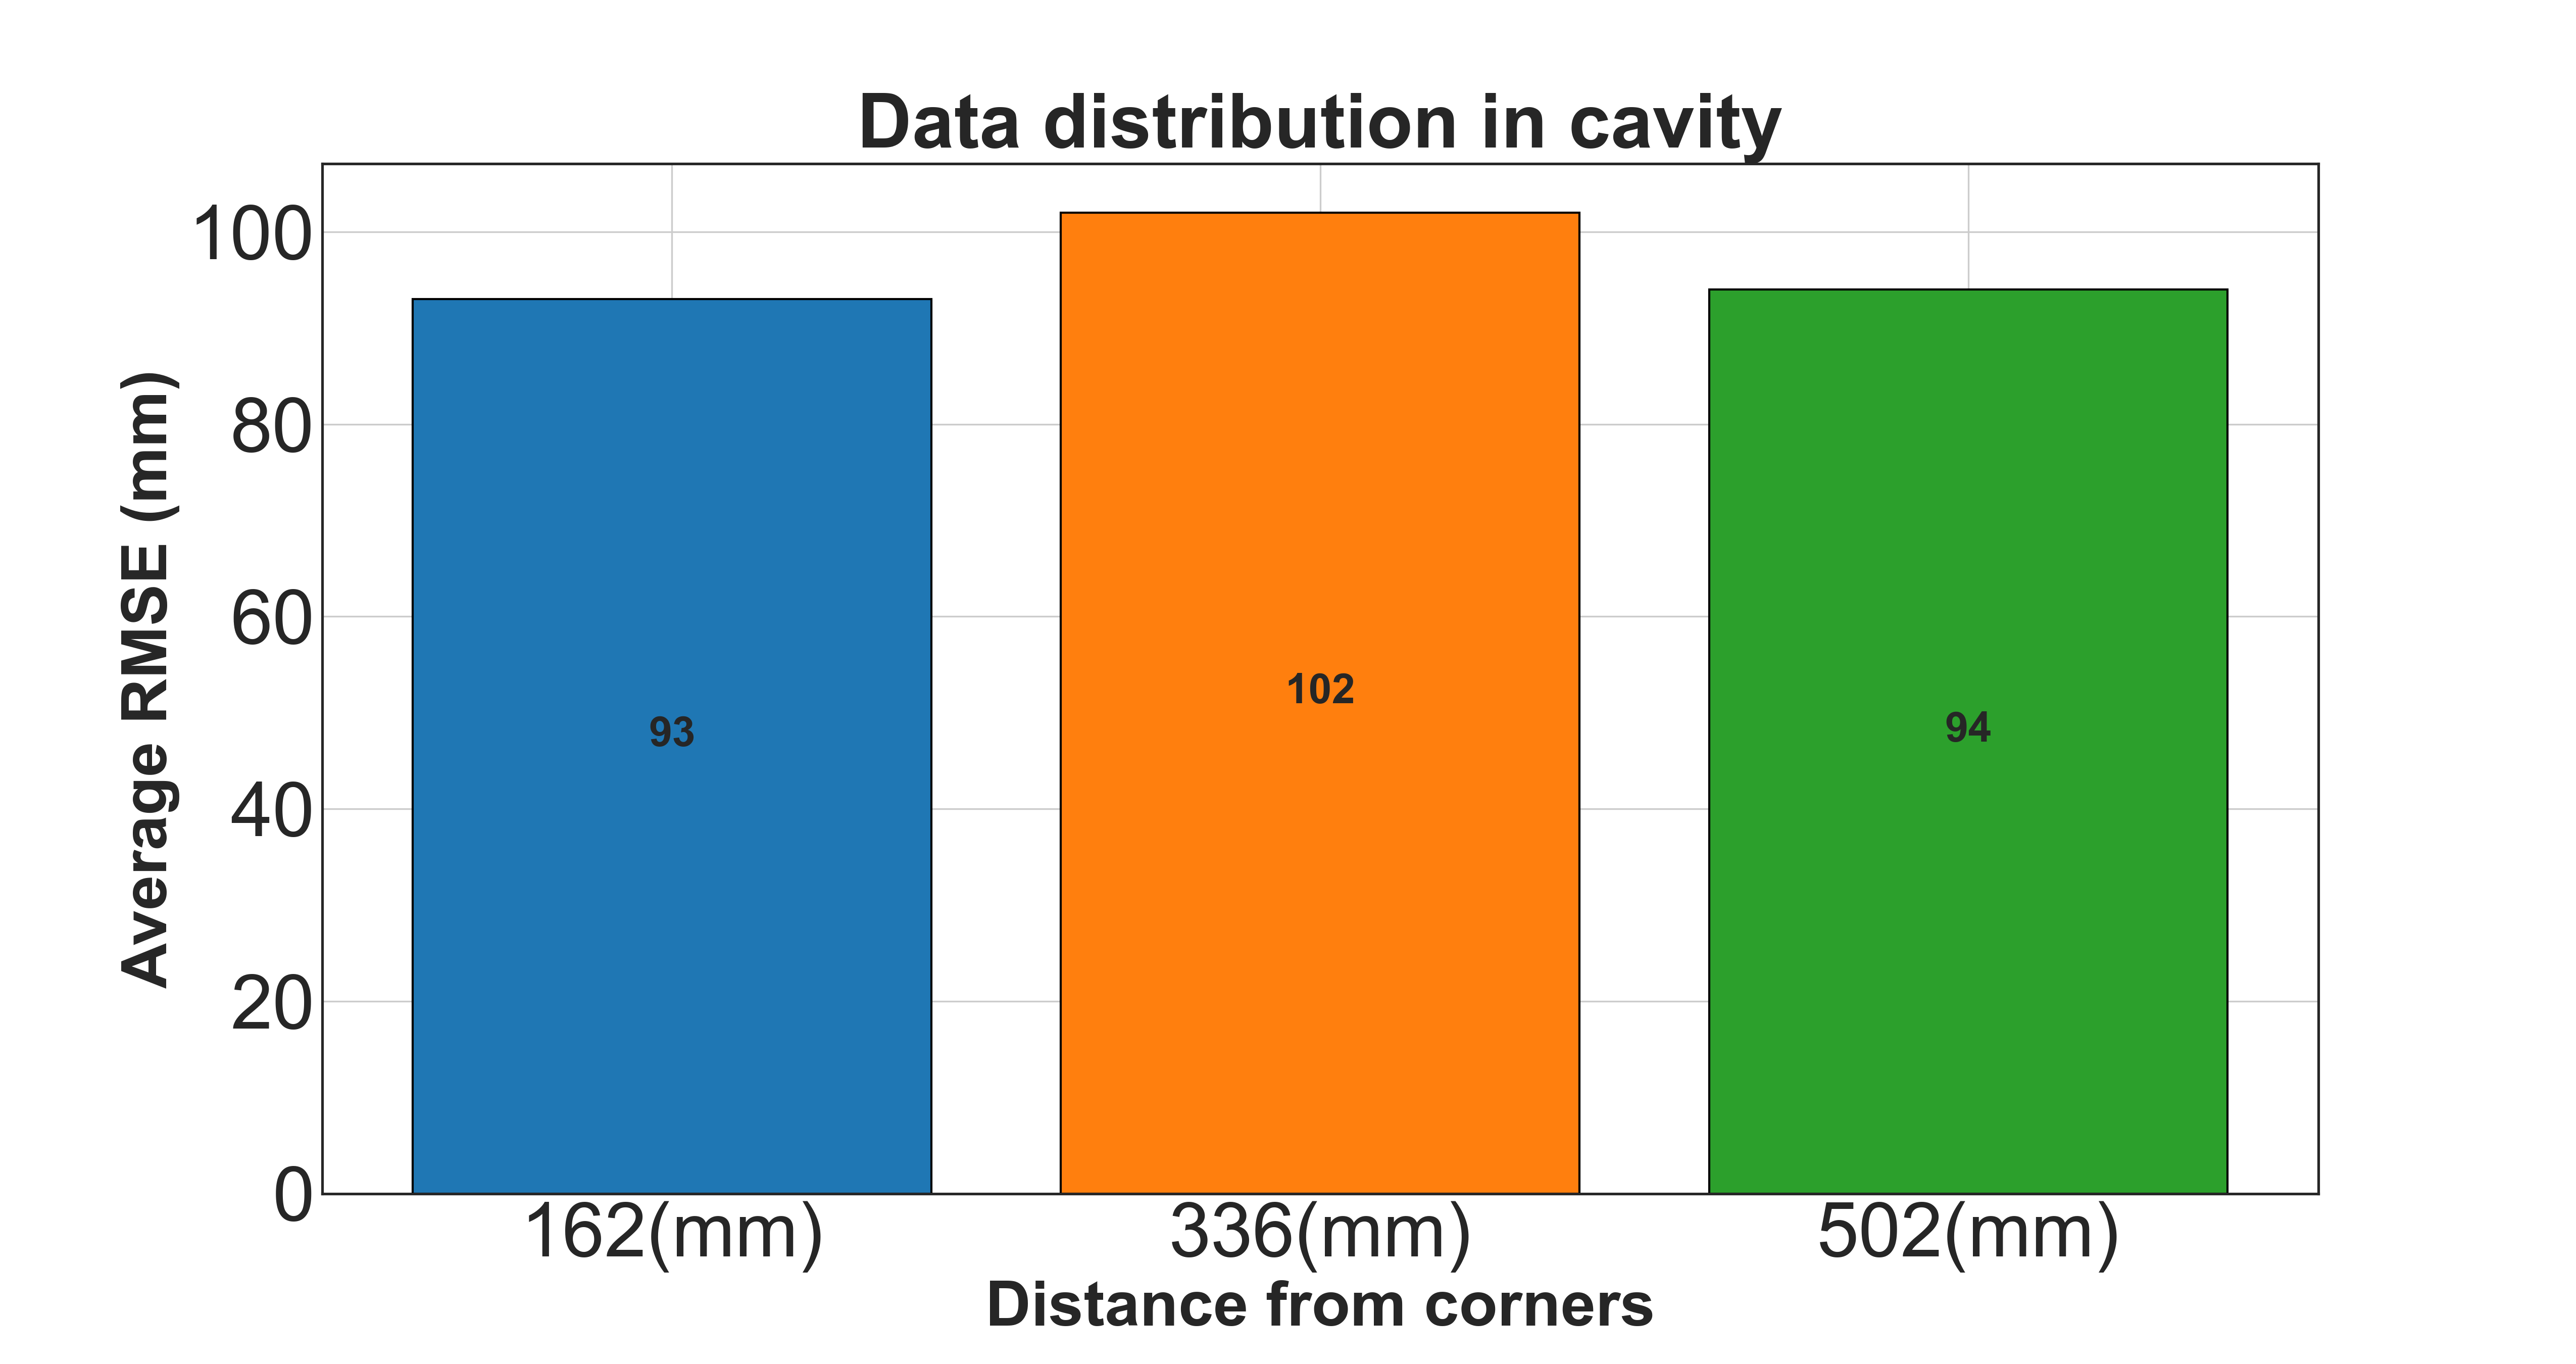 Data distribution in cavity
Average RMSE (mm)
100
80
60
40
20
0
93
102
94
162(mm)
336(mm)
502(mm)
Distance from corners